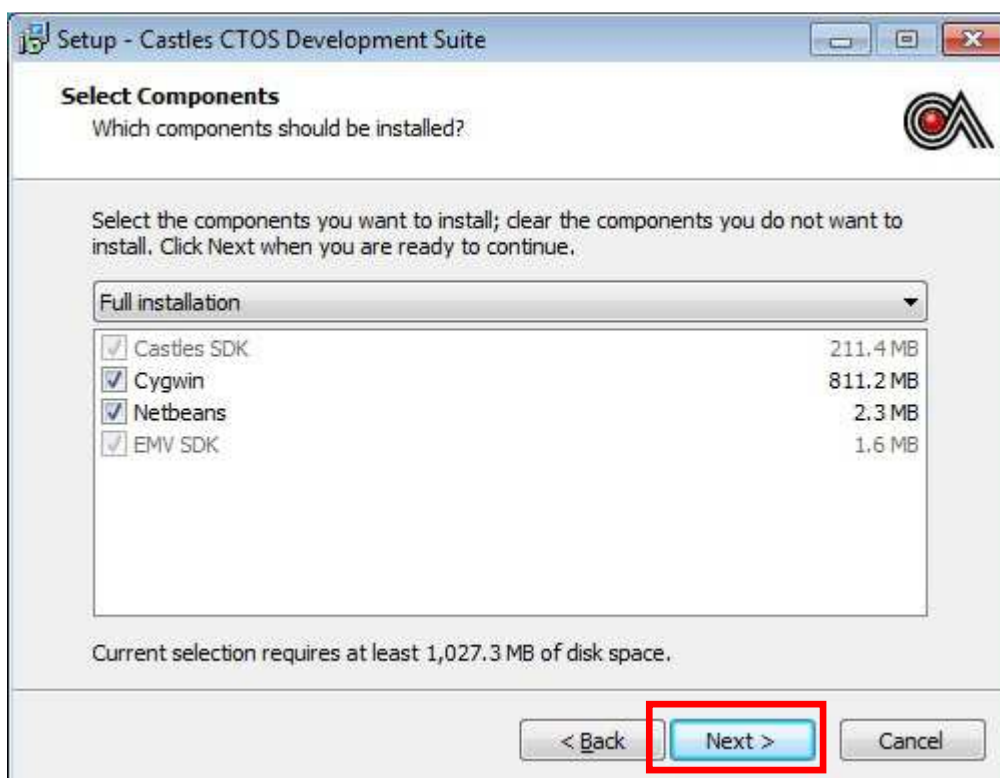 Setup - Castles CTOS Development Suite
Select Components
Which components should be installed?
Select the components you want to install; clear the components you do not want to
install. Click Next when you are ready to continue.
Full installation
Castles SDK 211.4 MB
Cygwin 811.2 MB
Netbeans 2.3 MB
EMV SDK 1.6 MB
Current selection requires at least 1,027.3 MB of disk space.
< Back Next > Cancel